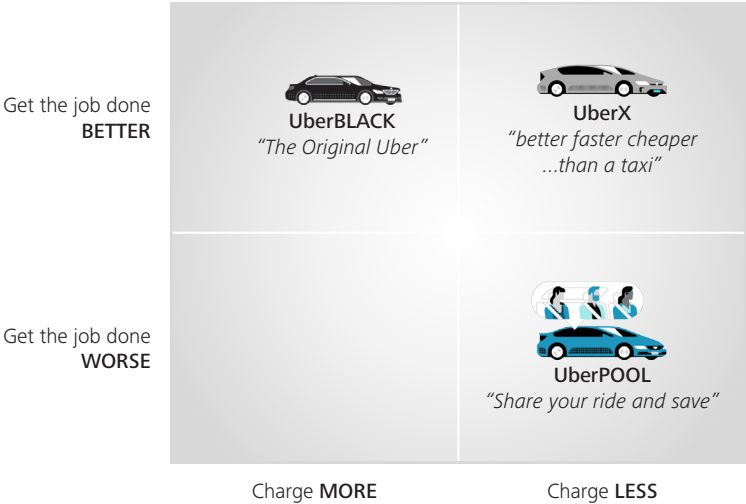 Get the job done
BETTER
UberBLACK
“The Original Uber”
UberX
“better faster cheaper
...than a taxi”
Get the job done
WORSE
UberPOOL
“Share your ride and save”
Charge MORE
Charge LESS